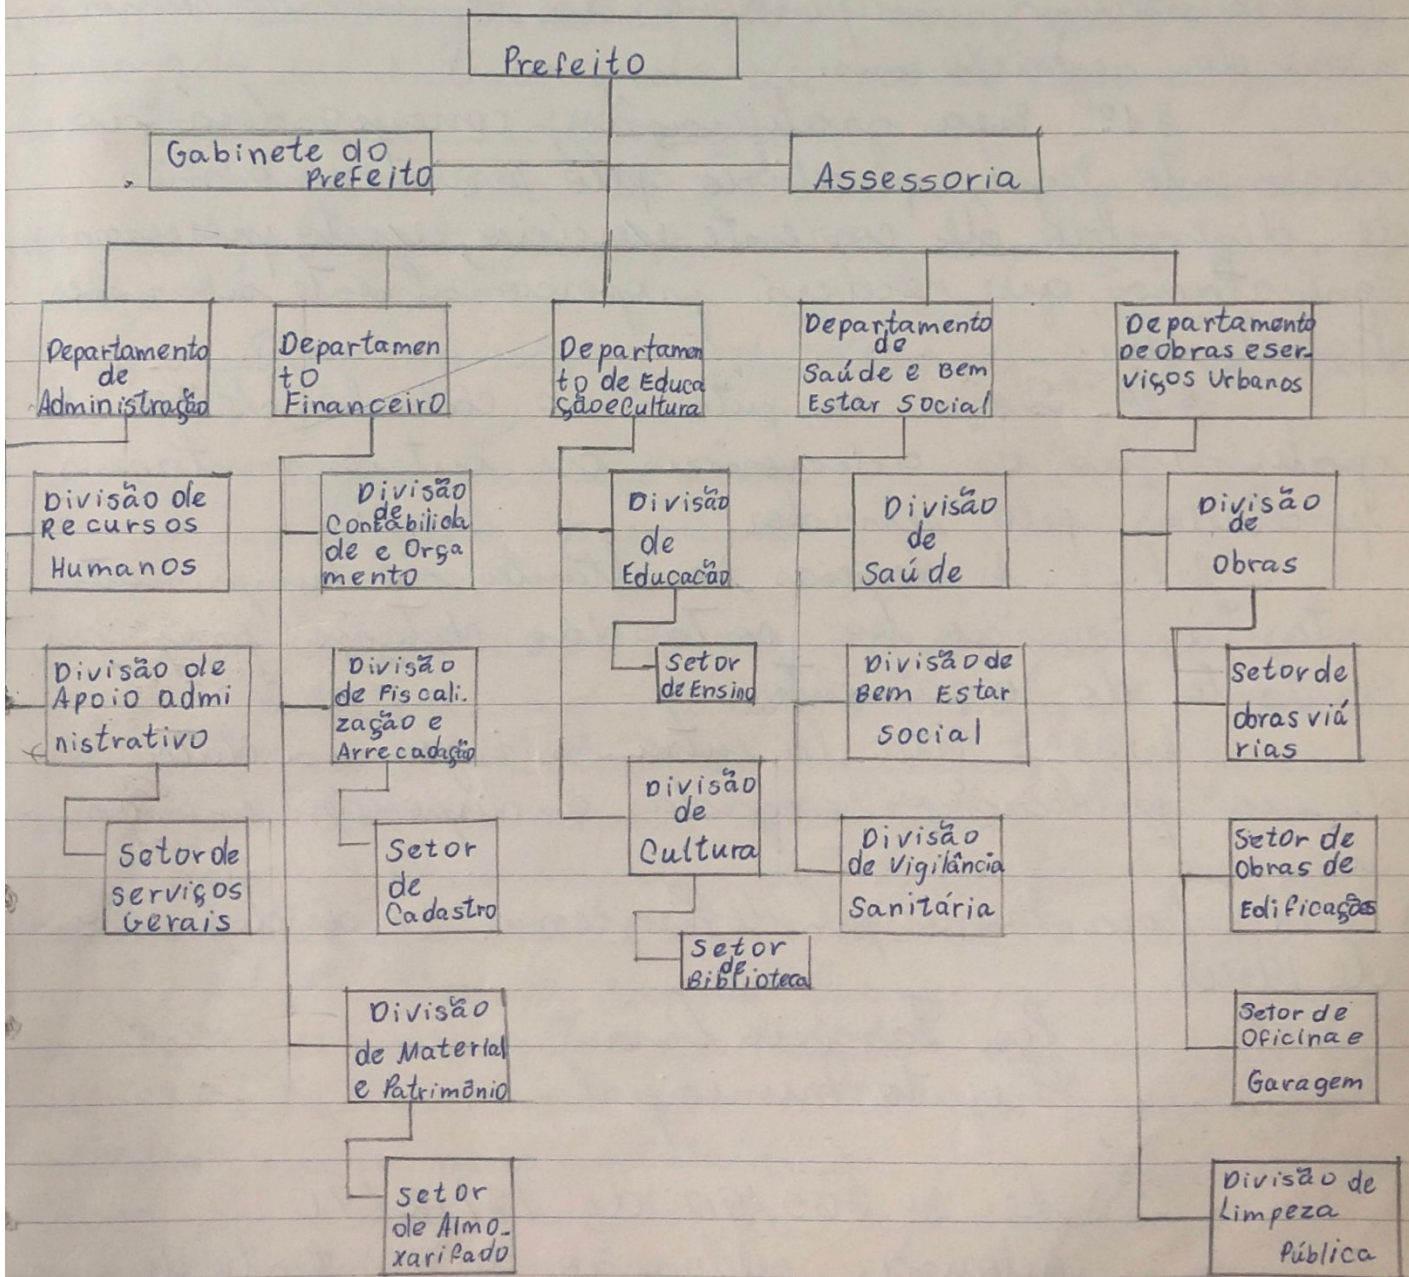 Prefeito
Gabinete do
Prefeito
Assessoria
Departamento
de
Administração
Departamen
to
Financeiro
Departamen
to de Educa
ção e Cultura
Departamento
de
Saúde e Bem
Estar Social
Departamento
De Obras e ser-
viços Urbanos
Divisão de
Recursos
Humanos
Divisão de
Apoio admi
nistrativo
Setor de
serviços
Gerais
Divisão
de
Contabilida
de e Orça
mento
Divisão
de Fiscali.
zação e
Arrecadação
Setor
de
Cadastro
Divisão
de Material
e Patrimônio
Setor
de Almo-
xarifado
Divisão
de
Educacão
Setor
de Ensino
Divisão
de
Cultura
Setor
de
Biblioteca
Divisão
de
Saúde
Divisão de
Bem Estar
Social
Divisão
de Vigilância
Sanitária
Divisão
de
Obras
Setor de
obras viá
rias
Setor de
Obras de
Edificações
Setor de
Oficina e
Garagem
Divisão de
Limpeza
Pública